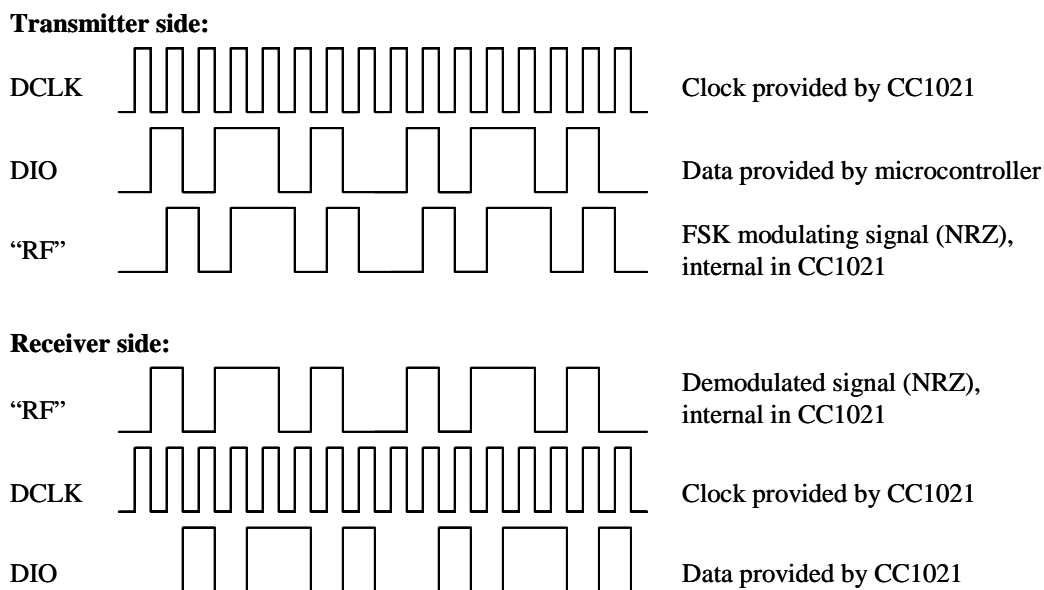 Transmitter side:
DCLK
Clock provided by CC1021
DIO
Data provided by microcontroller
“RF”
FSK modulating signal (NRZ),
internal in CC1021
Receiver side:
“RF”
Demodulated signal (NRZ),
internal in CC1021
DCLK
Clock provided by CC1021
DIO
Data provided by CC1021